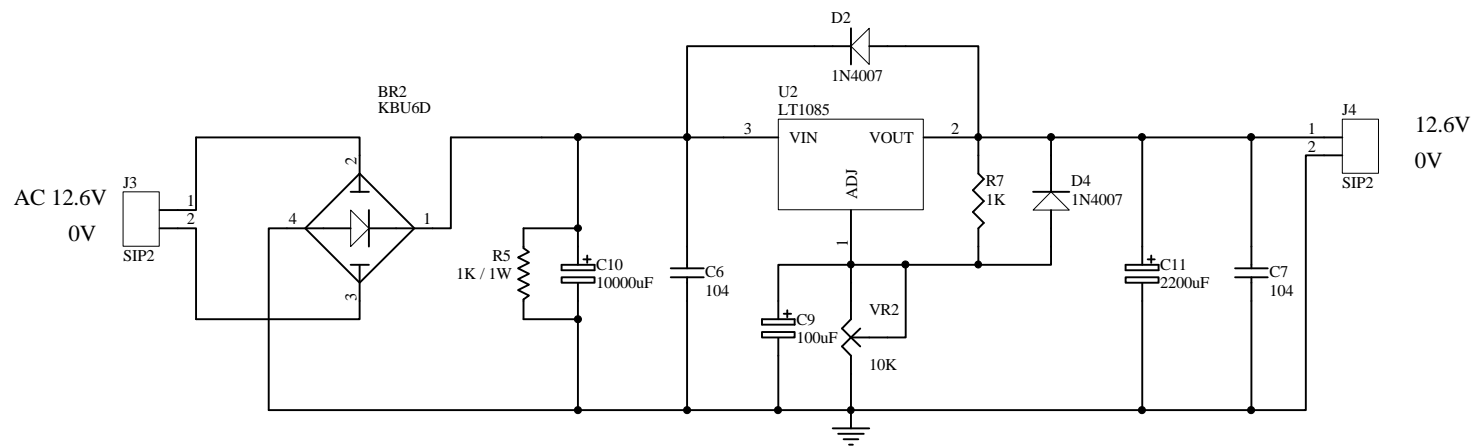 D2
1N4007
BR2
KBU6D
U2
LT1085
J4
12.6V
3
VIN
VOUT
2
1
2
0V
SIP2
2
J3
AC 12.6V
1
2
0V
SIP2
4
1
3
ADJ
1
R7
1K
D4
1N4007
R5
1K / 1W
C10
10000uF
C6
104
C9
100uF
VR2
10K
C11
2200uF
C7
104
+
+
+